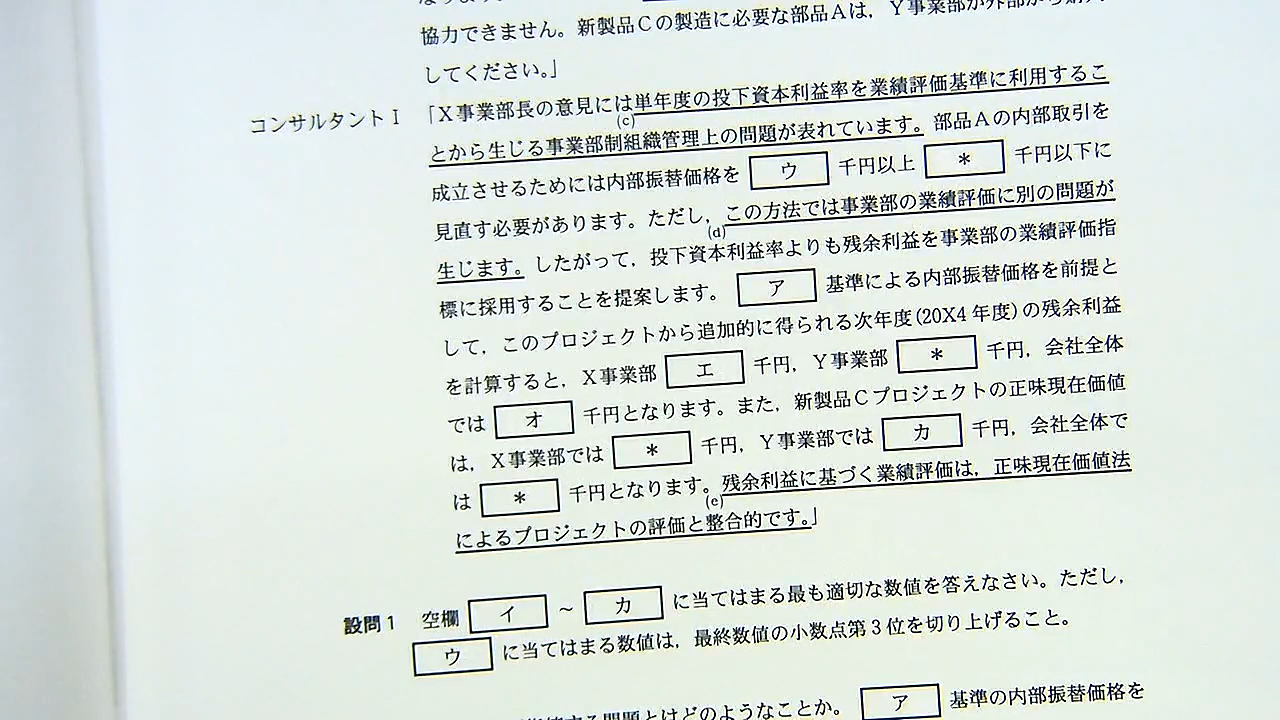 協力できません。新製品Cの製造に必要な部品Aは,Y事業部が外部から購入
してください。」
コンサルタントI 「X事業部長の意見には単年度の投下資本利益率を業績評価基準に利用するこ
(c)
とから生じる事業部制組織管理上の問題が表れています。部品Aの内部取引を
成立させるためには内部振替価格を ウ 千円以上 * 千円以下に
見直す必要があります。ただし,この方法では事業部の業績評価に別の問題が
(d)
生じます。したがって,投下資本利益率よりも残余利益を事業部の業績評価指
標に採用することを提案します。 ア 基準による内部振替価格を前提と
して,このプロジェクトから追加的に得られる次年度(20X4年度)の残余利益
を計算すると,X事業部 エ 千円,Y事業部 * 千円,会社全体
では オ 千円となります。また,新製品Cプロジェクトの正味現在価値
は,X事業部では * 千円,Y事業部では カ 千円,会社全体で
は * 千円となります。残余利益に基づく業績評価は,正味現在価値法
(e)
によるプロジェクトの評価と整合的です。」
設問1 空欄 イ ~ カ に当てはまる最も適切な数値を答えなさい。ただし,
ウ に当てはまる数値は,最終数値の小数点第3位を切り上げること。
する問題とはどのようなことか。 ア 基準の内部振替価格を